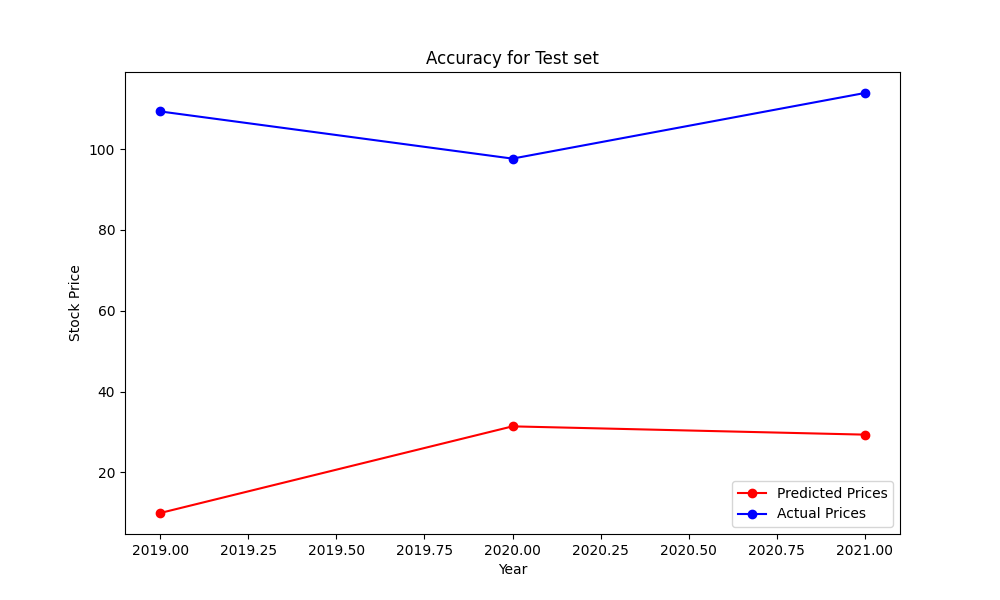 Accuracy for Test set
Stock Price
100
80
60
40
20
Predicted Prices
Actual Prices
2019.00 2019.25 2019.50 2019.75 2020.00 2020.25 2020.50 2020.75 2021.00
Year